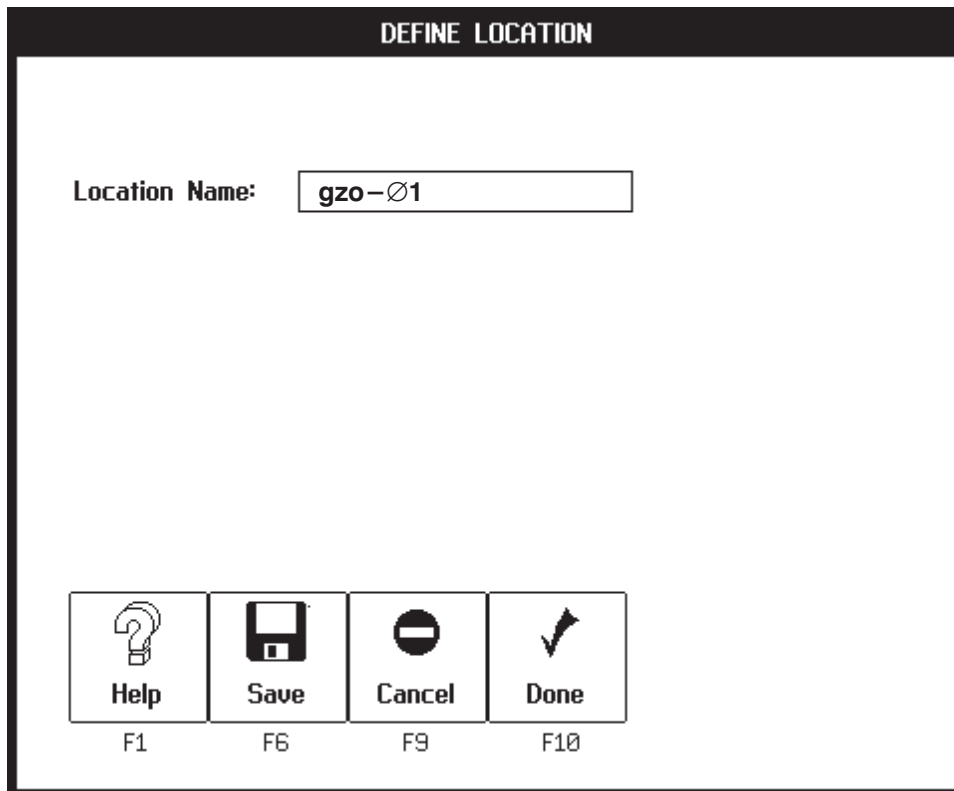 DEFINE LOCATION
Location Name: gzo–∅1
Help Save Cancel Done
F1 F6 F9 F10